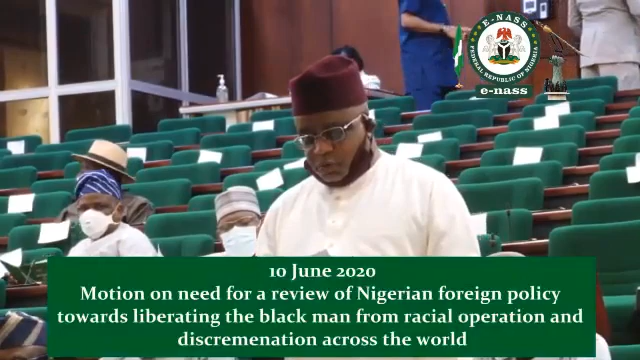 E-NASS
FEDERAL REPUBLIC OF NIGERIA
e-nass
10 June 2020
Motion on need for a review of Nigerian foreign policy
towards liberating the black man from racial operation and
discremenation across the world